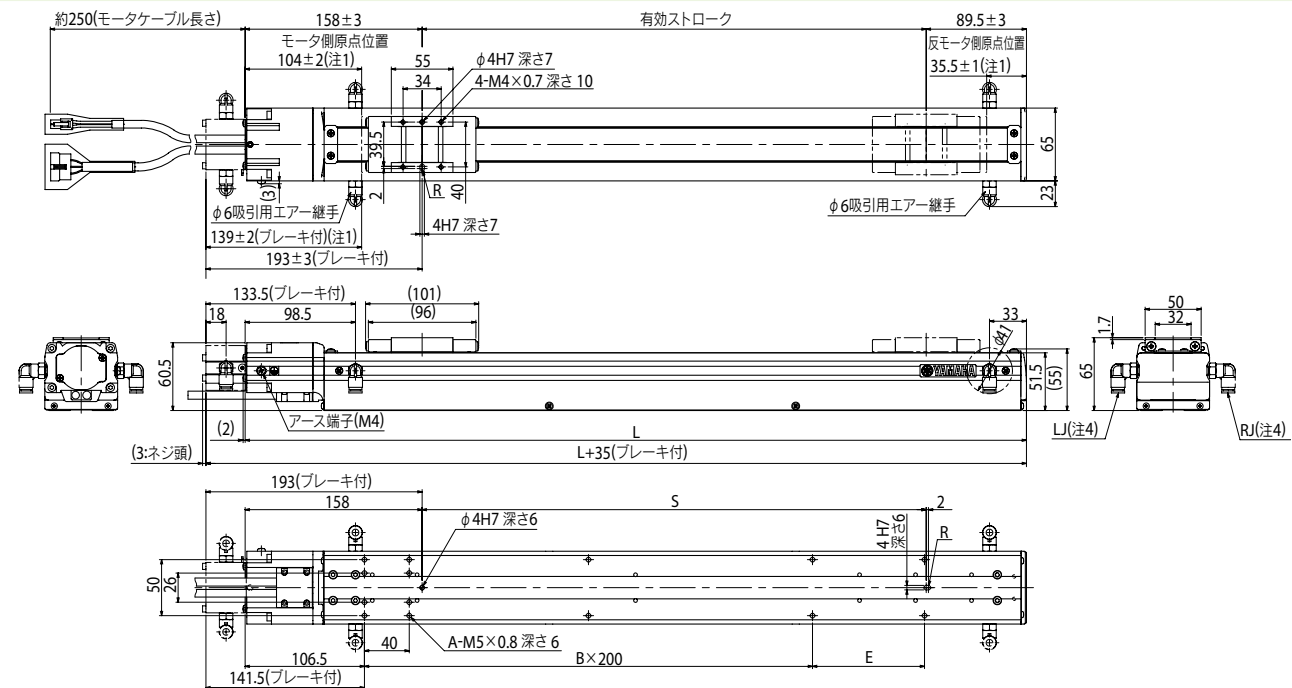 約250(モータケーブル長さ)
158±3
有効ストローク
89.5±3
モータ側原点位置
反モータ側原点位置
104±2(注1)
55
φ4H7 深さ7
35.5±1(注1)
34
4-M4×0.7 深さ 10
39.5
65
(3)
2
R
40
23
φ6吸引用エアー継手
φ6吸引用エアー継手
139±2(ブレーキ付)(注1)
4H7 深さ7
193±3(ブレーキ付)
133.5(ブレーキ付)
(101)
50
18
98.5
(96)
33
1.7
32
φ41
60.5
YAMAHA
51.5
(55)
65
アース端子(M4)
LJ(注4)
RJ(注4)
(2)
L
(3:ネジ頭)
L+35(ブレーキ付)
193(ブレーキ付)
158
S
2
φ4H7 深さ6
4 H7
深さ6
R
50
26
40
A-M5×0.8 深さ 6
106.5
B×200
E
141.5(ブレーキ付)